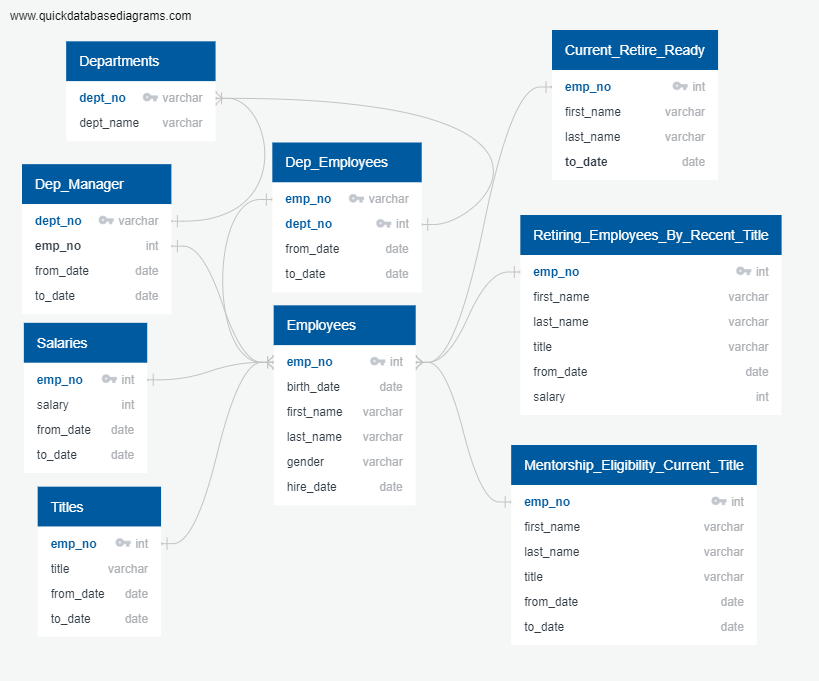 www.quickdatabasediagrams.com
Departments
dept_no varchar
dept_name varchar
Dep_Manager
dept_no varchar
emp_no int
from_date date
to_date date
Salaries
emp_no int
salary int
from_date date
to_date date
Titles
emp_no int
title varchar
from_date date
to_date date
Dep_Employees
emp_no varchar
dept_no int
from_date date
to_date date
Employees
emp_no int
birth_date date
first_name varchar
last_name varchar
gender varchar
hire_date date
Current_Retire_Ready
emp_no int
first_name varchar
last_name varchar
to_date date
Retiring_Employees_By_Recent_Title
emp_no int
first_name varchar
last_name varchar
title varchar
from_date date
salary int
Mentorship_Eligibility_Current_Title
emp_no int
first_name varchar
last_name varchar
title varchar
from_date date
to_date date